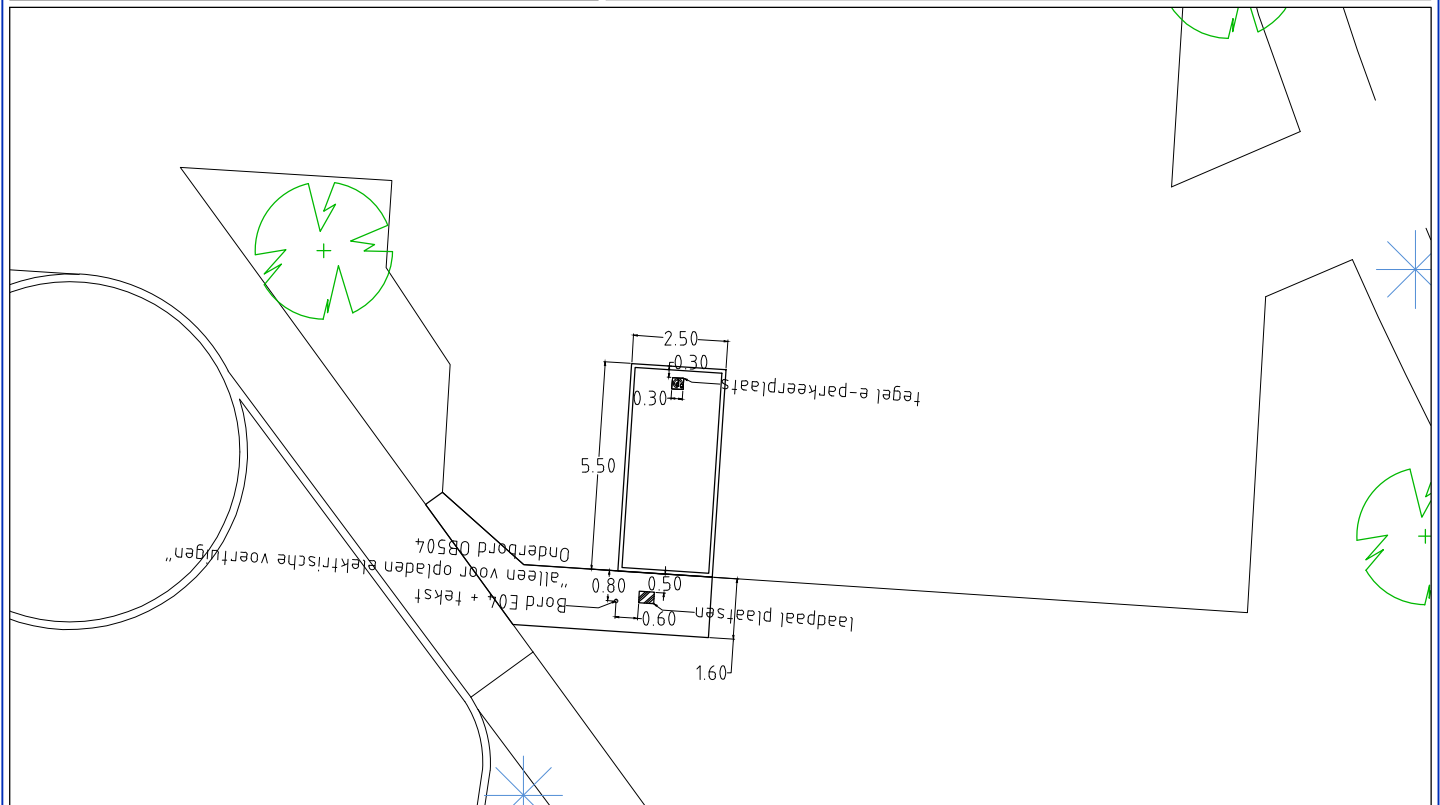 2.50
0.30
0.30
tegel e-parkeerplaats
5.50
Bord E04 + tekst
"alleen voor opladen elektrische voertuigen"
Onderbord OB504
0.80
0.50
0.60
laadpaal plaatsen
1.60